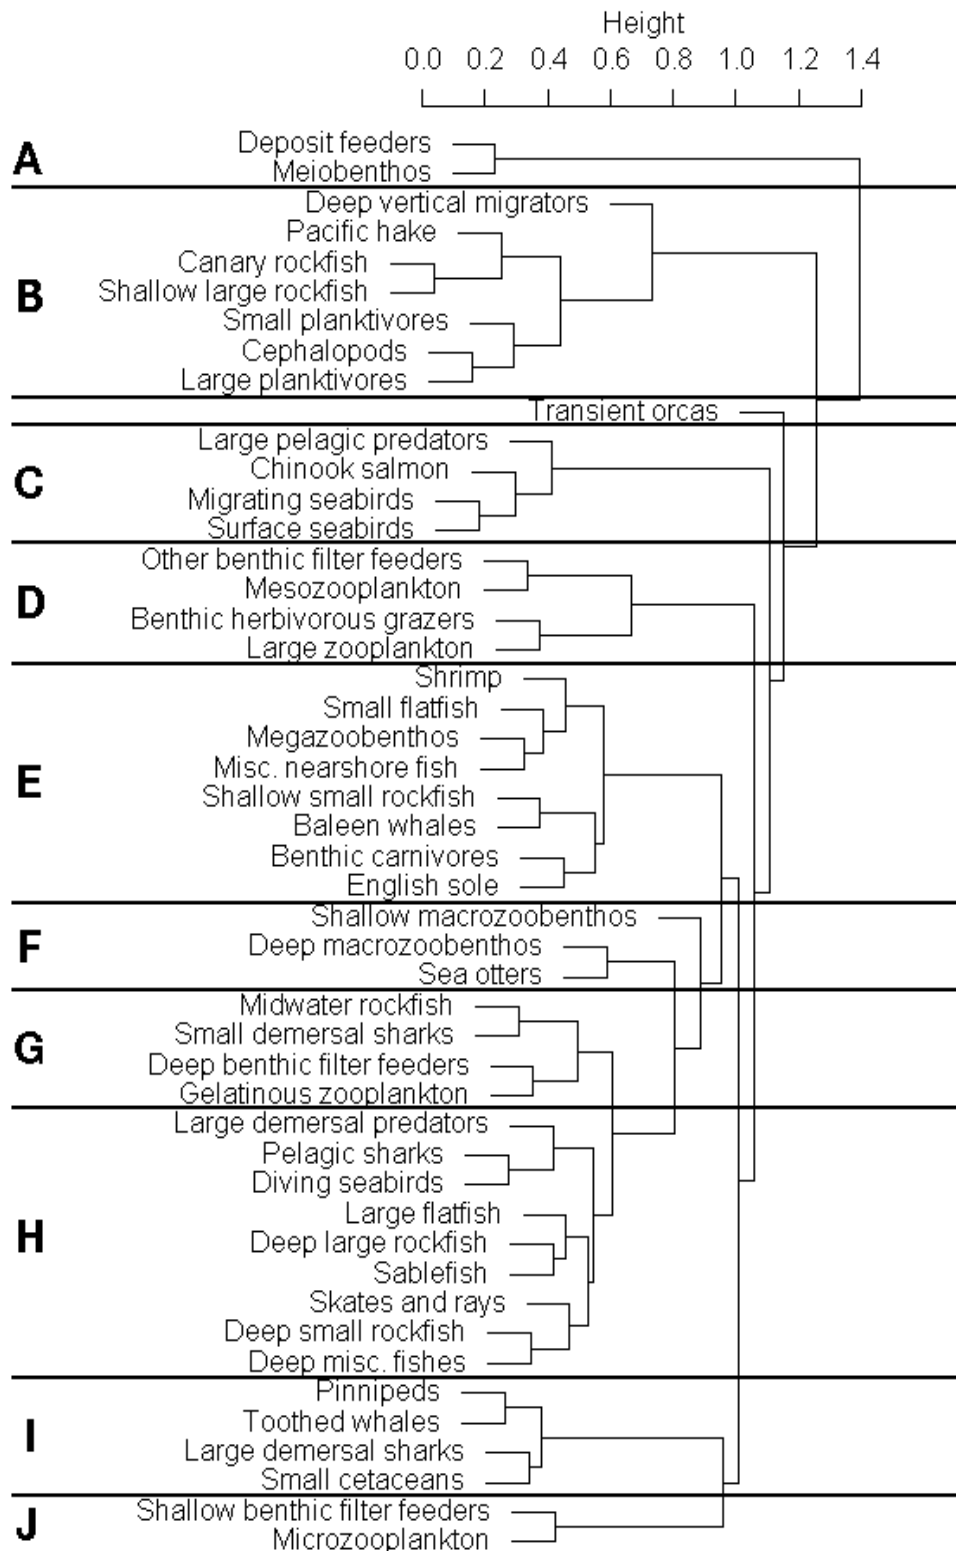 Height
0.0 0.2 0.4 0.6 0.8 1.0 1.2 1.4
A
Deposit feeders
Meiobenthos
B
Deep vertical migrators
Pacific hake
Canary rockfish
Shallow large rockfish
Small planktivores
Cephalopods
Large planktivores
Transient orcas
C
Large pelagic predators
Chinook salmon
Migrating seabirds
Surface seabirds
D
Other benthic filter feeders
Mesozooplankton
Benthic herbivorous grazers
Large zooplankton
E
Shrimp
Small flatfish
Megazoobenthos
Misc. nearshore fish
Shallow small rockfish
Baleen whales
Benthic carnivores
English sole
F
Shallow macrozoobenthos
Deep macrozoobenthos
Sea otters
G
Midwater rockfish
Small demersal sharks
Deep benthic filter feeders
Gelatinous zooplankton
H
Large demersal predators
Pelagic sharks
Diving seabirds
Large flatfish
Deep large rockfish
Sablefish
Skates and rays
Deep small rockfish
Deep misc. fishes
I
Pinnipeds
Toothed whales
Large demersal sharks
Small cetaceans
J
Shallow benthic filter feeders
Microzooplankton